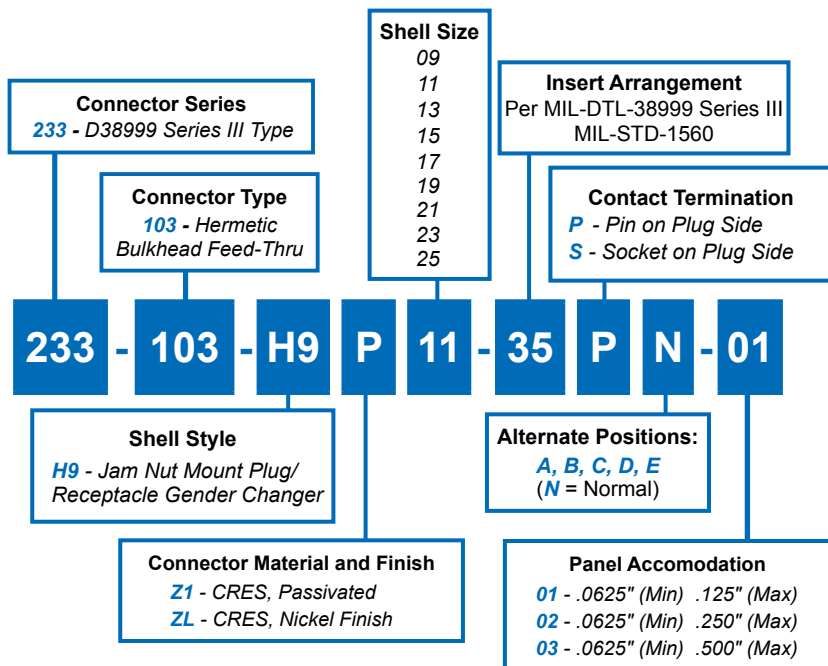 Shell Size
09
11
13
15
17
19
21
23
25
Connector Series
233 - D38999 Series III Type
Insert Arrangement
Per MIL-DTL-38999 Series III
MIL-STD-1560
Connector Type
103 - Hermetic
Bulkhead Feed-Thru
Contact Termination
P - Pin on Plug Side
S - Socket on Plug Side
233 - 103 - H9 P 11 - 35 P N - 01
Shell Style
H9 - Jam Nut Mount Plug/
Receptacle Gender Changer
Alternate Positions:
A, B, C, D, E
(N = Normal)
Connector Material and Finish
Z1 - CRES, Passivated
ZL - CRES, Nickel Finish
Panel Accomodation
01 - .0625" (Min) .125" (Max)
02 - .0625" (Min) .250" (Max)
03 - .0625" (Min) .500" (Max)